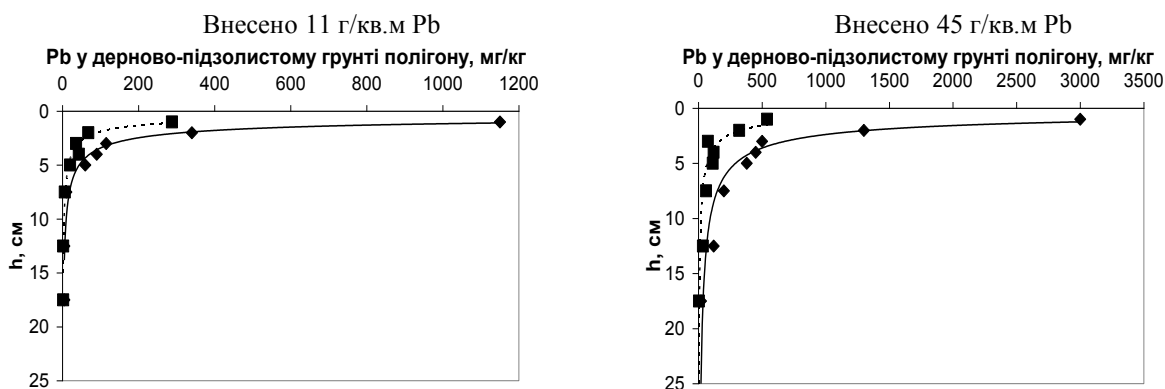 Внесено 11 г/кв.м Pb
Pb у дерново-підзолистому грунті полігону, мг/кг
0 200 400 600 800 1000 1200
0
5
10
15
20
25
h, см
Внесено 45 г/кв.м Pb
Pb у дерново-підзолистому грунті полігону, мг/кг
0 500 1000 1500 2000 2500 3000 3500
0
5
10
15
20
25
h, см